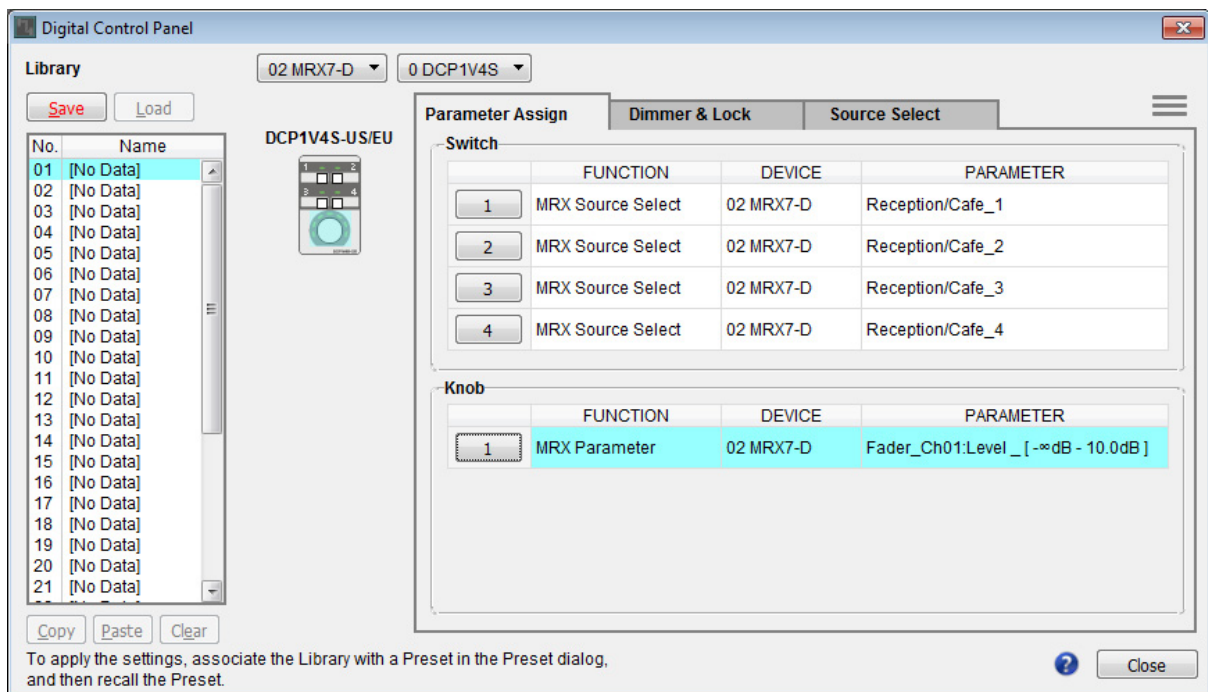 Digital Control Panel
Library
02 MRX7-D
0 DCP1V4S
Save
Load
No. Name
01 [No Data]
02 [No Data]
03 [No Data]
04 [No Data]
05 [No Data]
06 [No Data]
07 [No Data]
08 [No Data]
09 [No Data]
10 [No Data]
11 [No Data]
12 [No Data]
13 [No Data]
14 [No Data]
15 [No Data]
16 [No Data]
17 [No Data]
18 [No Data]
19 [No Data]
20 [No Data]
21 [No Data]
Copy
Paste
Clear
DCP1V4S-US/EU
1 2
3 4
Parameter Assign
Dimmer & Lock
Source Select
Switch
FUNCTION DEVICE PARAMETER
1 MRX Source Select 02 MRX7-D Reception/Cafe_1
2 MRX Source Select 02 MRX7-D Reception/Cafe_2
3 MRX Source Select 02 MRX7-D Reception/Cafe_3
4 MRX Source Select 02 MRX7-D Reception/Cafe_4
Knob
FUNCTION DEVICE PARAMETER
1 MRX Parameter 02 MRX7-D Fader_Ch01:Level _ [ -∞dB - 10.0dB ]
To apply the settings, associate the Library with a Preset in the Preset dialog,
and then recall the Preset.
?
Close